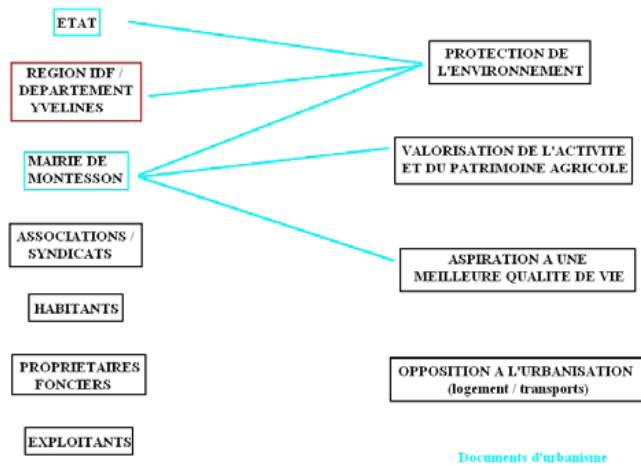 ETAT
REGION IDF /
DEPARTEMENT
YVELINES
MAIRIE DE
MONTESSON
ASSOCIATIONS /
SYNDICATS
HABITANTS
PROPRIETAIRES
FONCIERS
EXPLOITANTS
PROTECTION DE
L'ENVIRONNEMENT
VALORISATION DE L'ACTIVITE
ET DU PATRIMOINE AGRICOLE
ASPIRATION A UNE
MEILLEURE QUALITE DE VIE
OPPOSITION A L'URBANISATION
(logement / transports)
Documents d'urbanisme